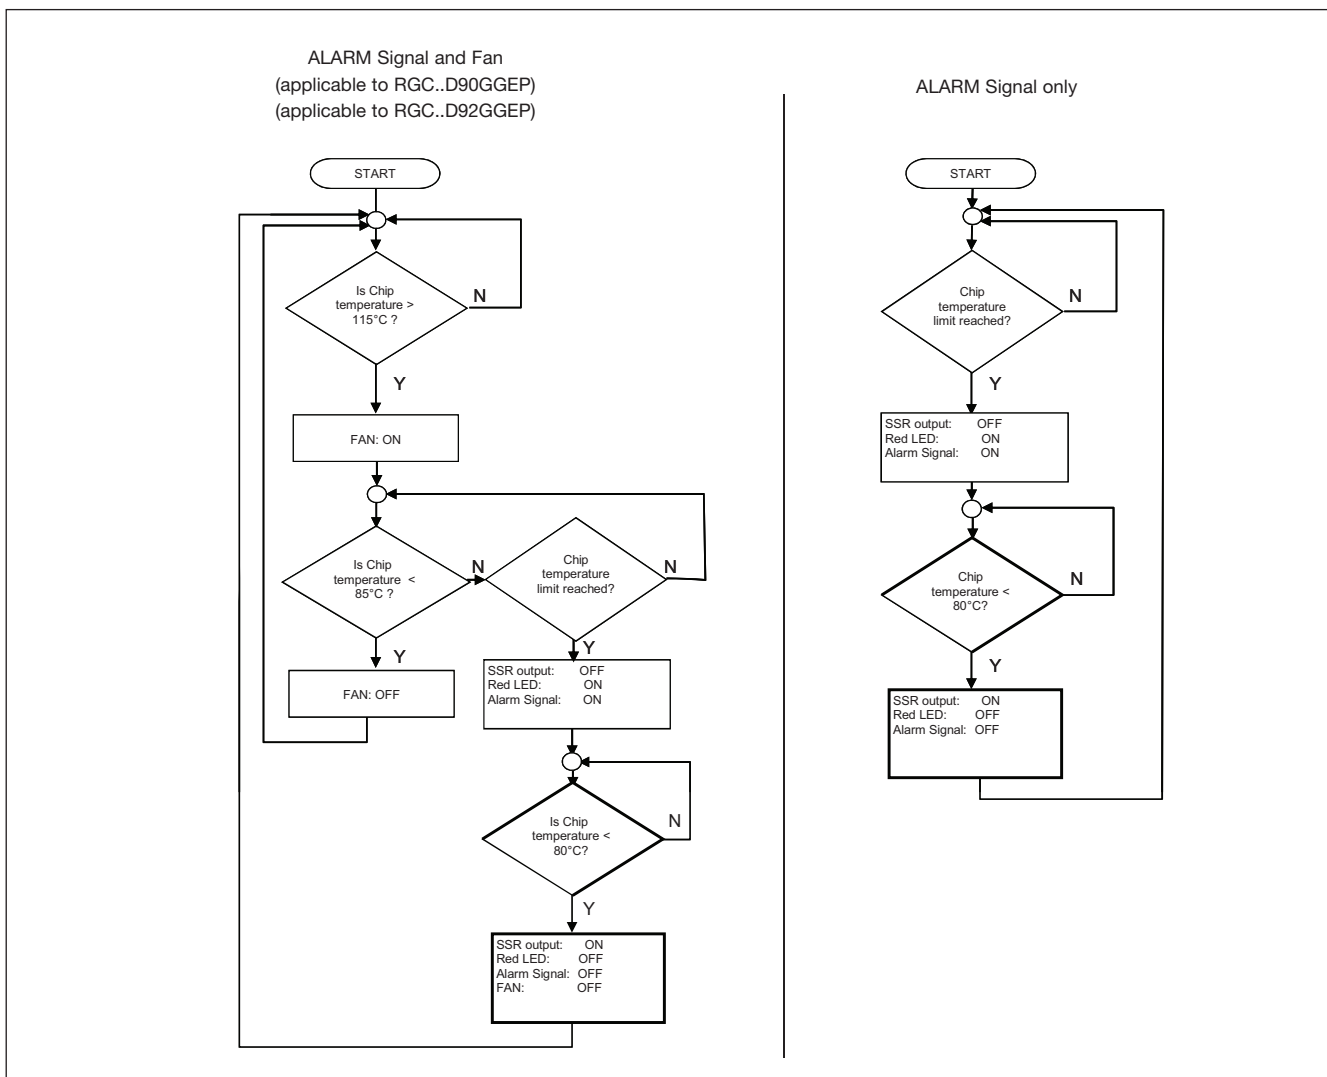 ALARM Signal and Fan
(applicable to RGC..D90GGEP)
(applicable to RGC..D92GGEP)
START
Is Chip
temperature >
115°C ?
N
Y
FAN: ON
Is Chip
temperature <
85°C ?
N
Y
FAN: OFF
Chip
temperature
limit reached?
N
Y
SSR output: OFF
Red LED: ON
Alarm Signal: ON
Is Chip
temperature <
80°C?
N
Y
SSR output: ON
Red LED: OFF
Alarm Signal: OFF
FAN: OFF
ALARM Signal only
START
Chip
temperature
limit reached?
N
Y
SSR output: OFF
Red LED: ON
Alarm Signal: ON
Chip
temperature <
80°C?
N
Y
SSR output: ON
Red LED: OFF
Alarm Signal: OFF